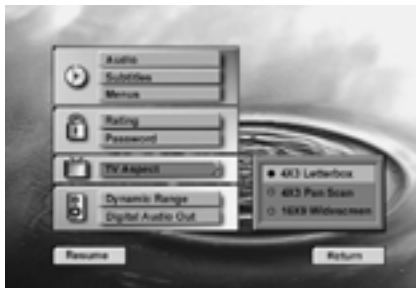 Audio
Subtitles
Menus
Rating
Password
TV Aspect
4X3 Letterbox
4X3 Pan Scan
16X9 Widescreen
Dynamic Range
Digital Audio Out
Resume
Return